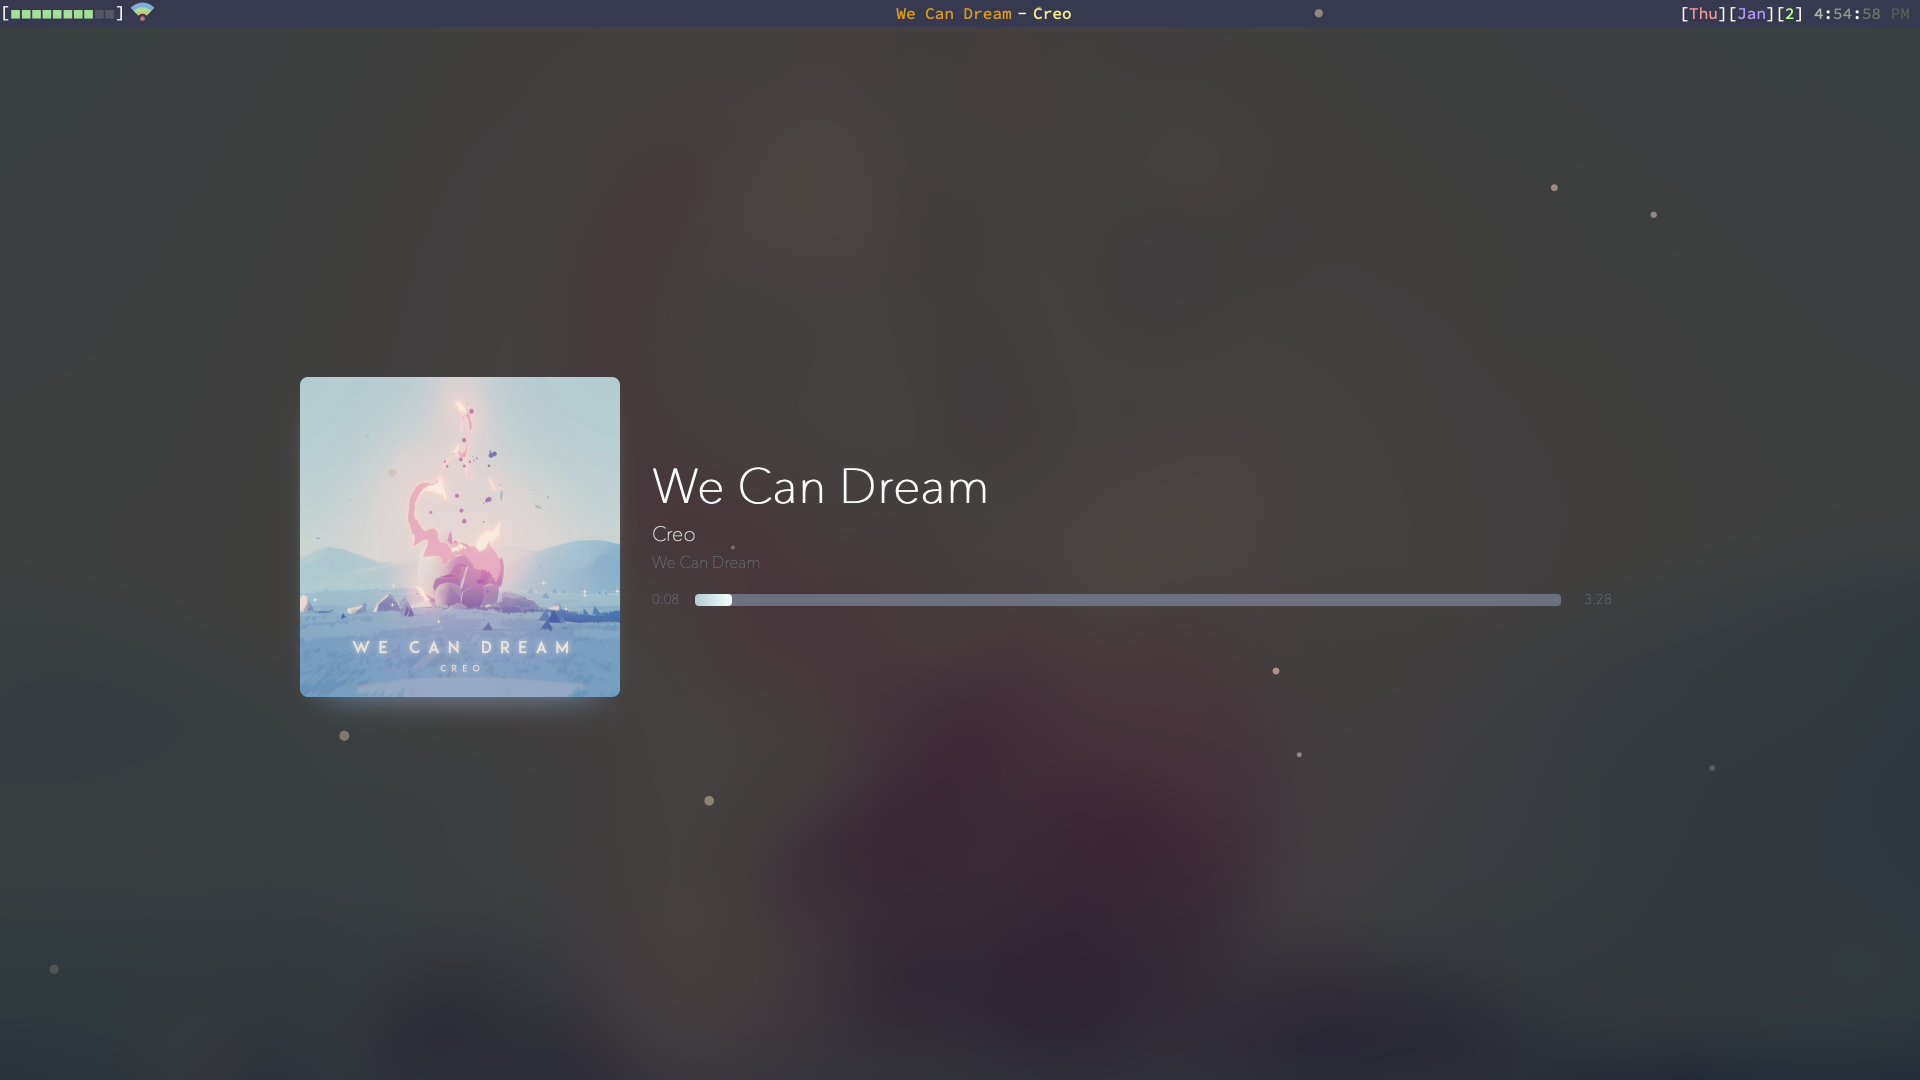 We Can Dream – Creo
[Thu][Jan][2] 4:54:58 PM
WE CAN DREAM
CREO
We Can Dream
Creo
We Can Dream
0:08 3:28